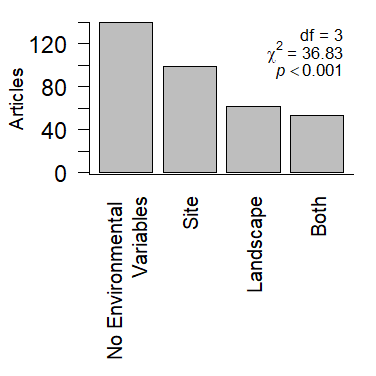 df = 3
χ² = 36.83
p < 0.001
Articles
120
80
40
0
No Environmental
Variables
Site
Landscape
Both